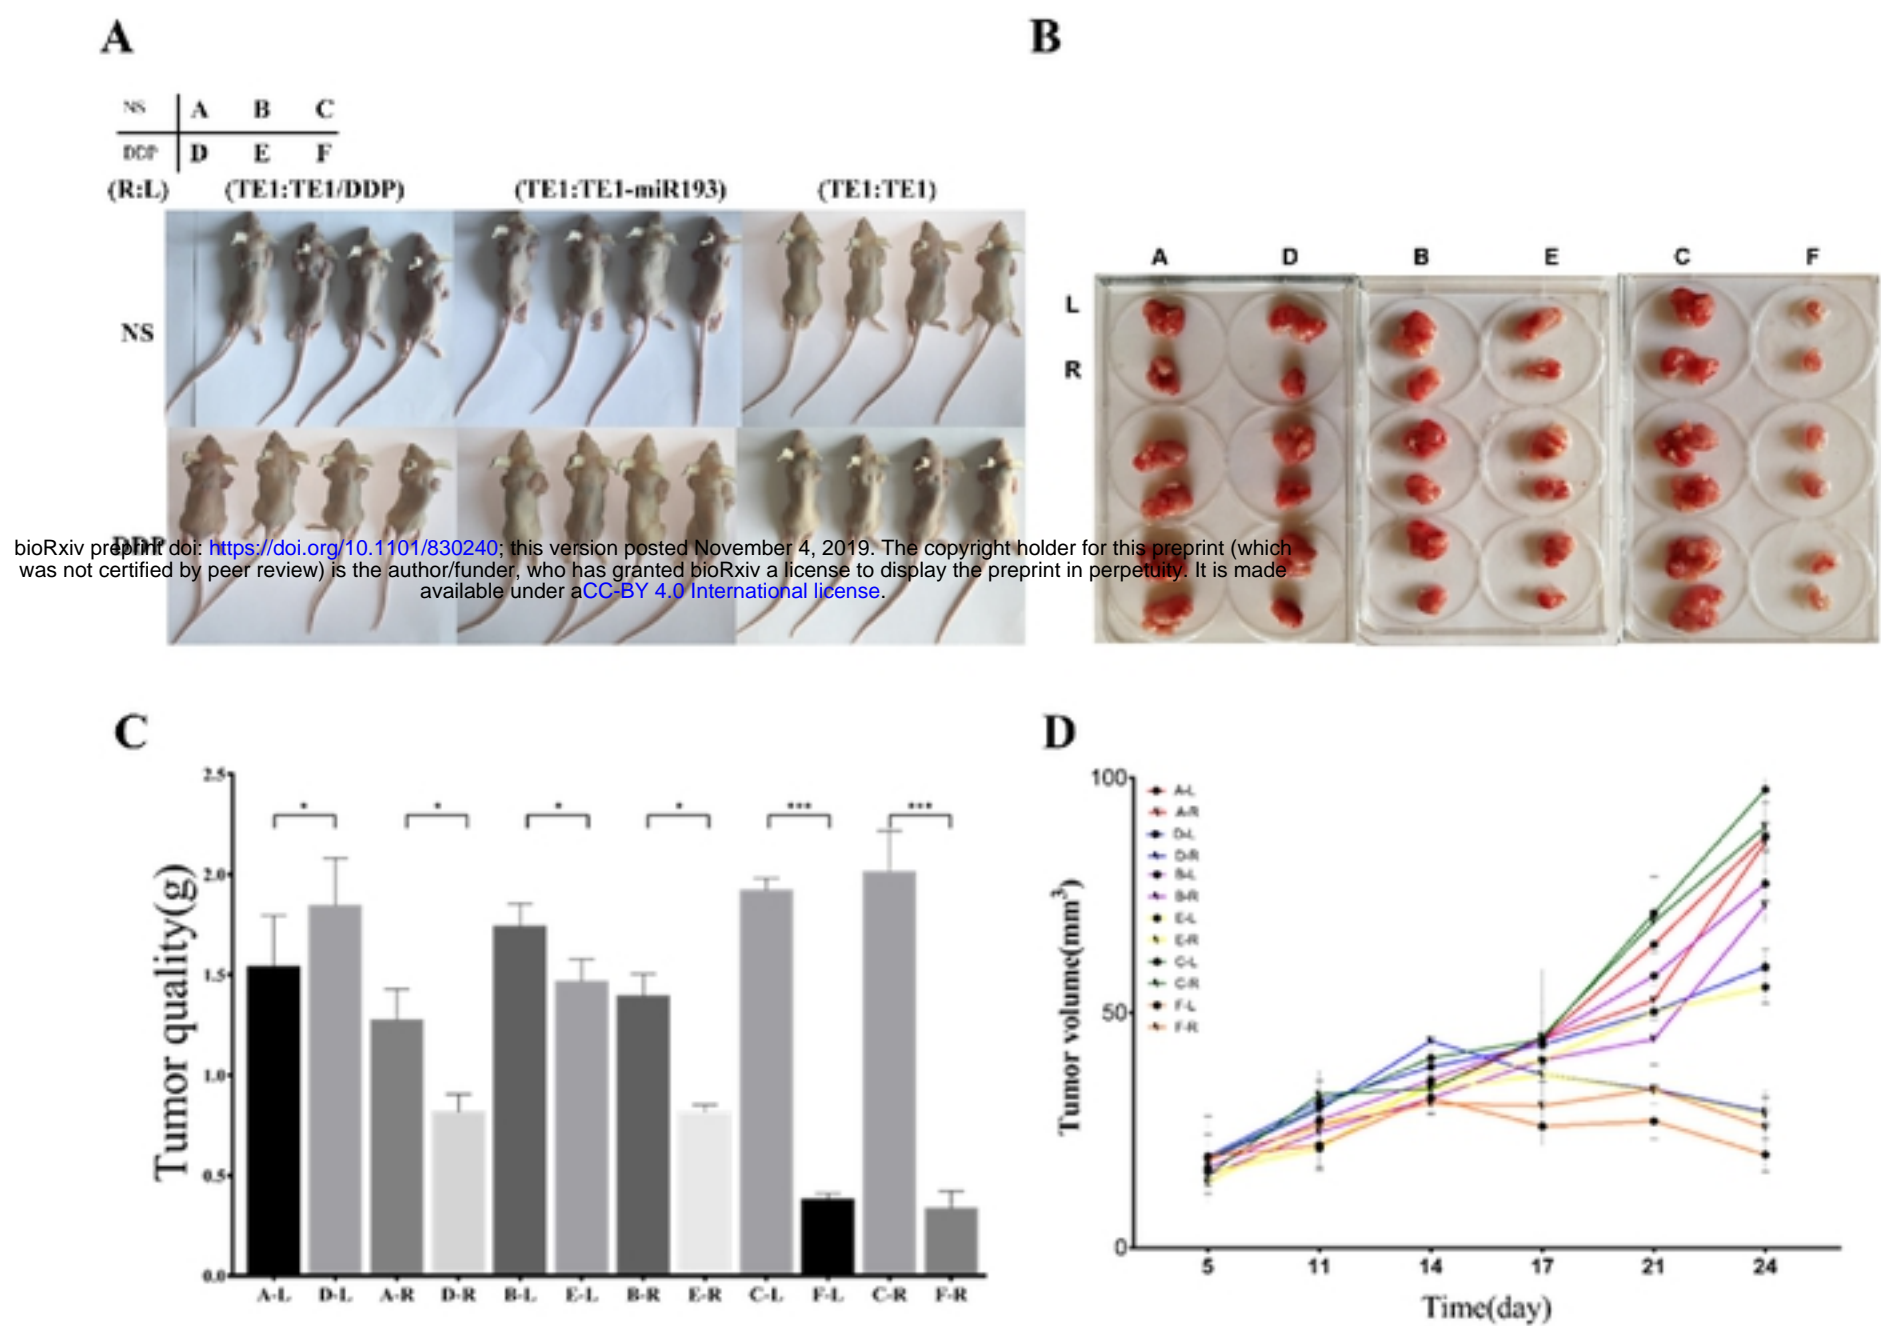 A
B
NS A B C
DDP D E F
(R:L) (TE1:TE1/DDP) (TE1:TE1-miR193) (TE1:TE1)
A D B E C F
L
NS
R
DDP
bioRxiv preprint doi: https://doi.org/10.1101/830240; this version posted November 4, 2019. The copyright holder for this preprint (which
was not certified by peer review) is the author/funder, who has granted bioRxiv a license to display the preprint in perpetuity. It is made
available under aCC-BY 4.0 International license.
C
D
Tumor quality(g)
2.5
2.0
1.5
1.0
0.5
0.0
* * * * *** ***
A-L D-L A-R D-R B-L E-L B-R E-R C-L F-L C-R F-R
Tumor volume(mm³)
100
50
0
A-L
A-R
D-L
D-R
B-L
B-R
E-L
E-R
C-L
C-R
F-L
F-R
5 11 14 17 21 24
Time(day)